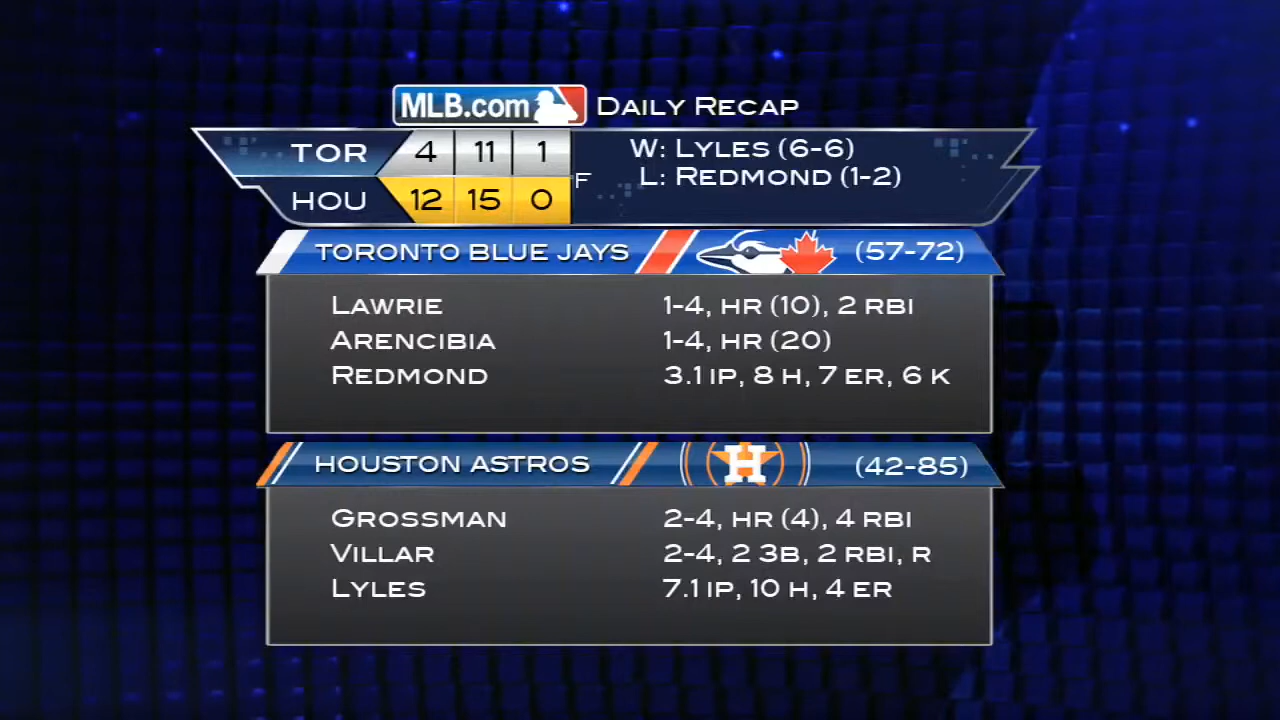 MLB.com DAILY RECAP
TOR 4 11 1
HOU 12 15 0
F
W: LYLES (6-6)
L: REDMOND (1-2)
TORONTO BLUE JAYS (57-72)
LAWRIE 1-4, HR (10), 2 RBI
ARENCIBIA 1-4, HR (20)
REDMOND 3.1 IP, 8 H, 7 ER, 6 K
HOUSTON ASTROS H (42-85)
GROSSMAN 2-4, HR (4), 4 RBI
VILLAR 2-4, 2 3B, 2 RBI, R
LYLES 7.1 IP, 10 H, 4 ER